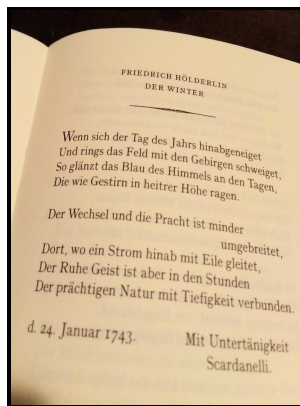 FRIEDRICH HÖLDERLIN
DER WINTER
Wenn sich der Tag des Jahrs hinabgeneiget
Und rings das Feld mit den Gebirgen schweiget,
So glänzt das Blau des Himmels an den Tagen,
Die wie Gestirn in heitrer Höhe ragen.
Der Wechsel und die Pracht ist minder
umgebreitet,
Dort, wo ein Strom hinab mit Eile gleitet,
Der Ruhe Geist ist aber in den Stunden
Der prächtigen Natur mit Tiefigkeit verbunden.
d. 24. Januar 1743.
Mit Untertänigkeit
Scardanelli.